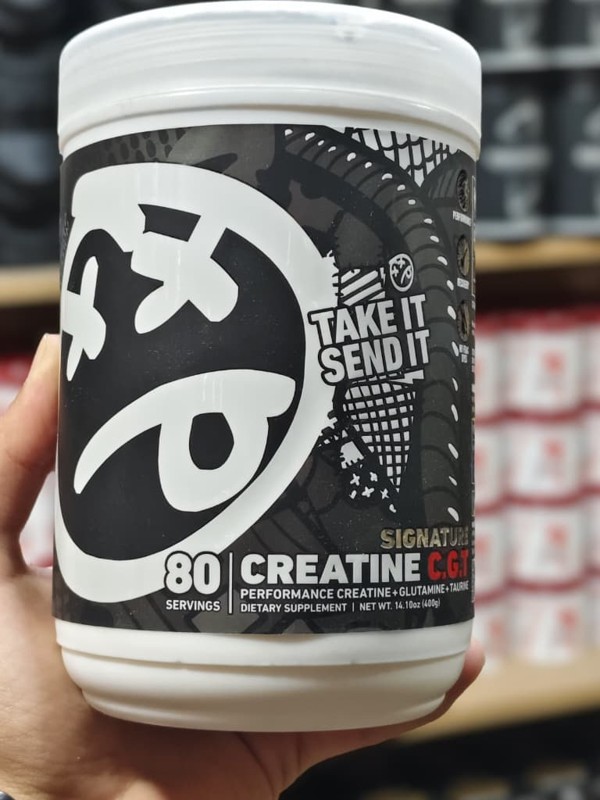 TAKE IT
SEND IT
SIGNATURE
80
SERVINGS
CREATINE C.G.T
PERFORMANCE CREATINE+GLUTAMINE+TAURINE
DIETARY SUPPLEMENT | NET WT. 14.10oz (400g)